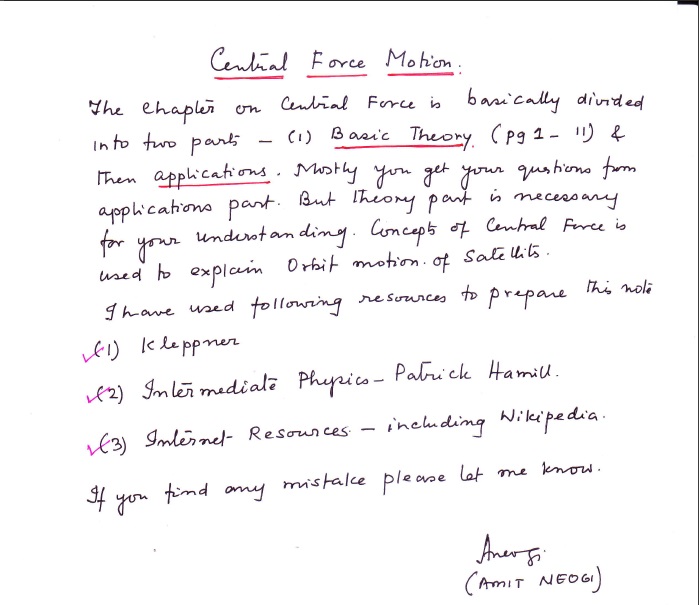 Central Force Motion.
The chapter on Central Force is basically divided
into two parts – (1) Basic Theory (pg 1 – 11) &
then applications. Mostly you get your questions from
applications part. But Theory part is necessary
for your understanding. Concept of Central Force is
used to explain Orbit motion of Satellits.
I have used following resources to prepare this note
(1) Kleppner
(2) Intermediate Physics – Patrick Hamill.
(3) Internet Resources – including Wikipedia.
If you find any mistake please let me know.
Aneogi
(AMIT NEOGI)